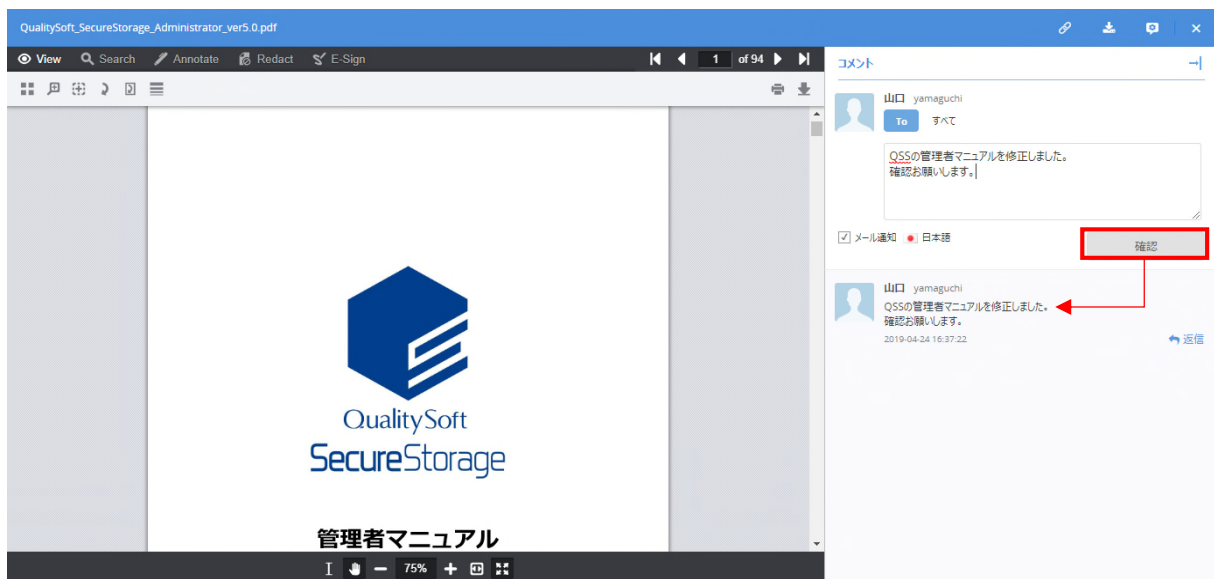 QualitySoft_SecureStorage_Administrator_ver5.0.pdf
View Search Annotate Redact E-Sign 1 of 94
コメント
山口 yamaguchi
To すべて
QSSの管理者マニュアルを修正しました。
確認お願いします。
メール通知 日本語
確認
山口 yamaguchi
QSSの管理者マニュアルを修正しました。
確認お願いします。
2019-04-24 16:37:22 返信
QualitySoft
SecureStorage
管理者マニュアル
75%